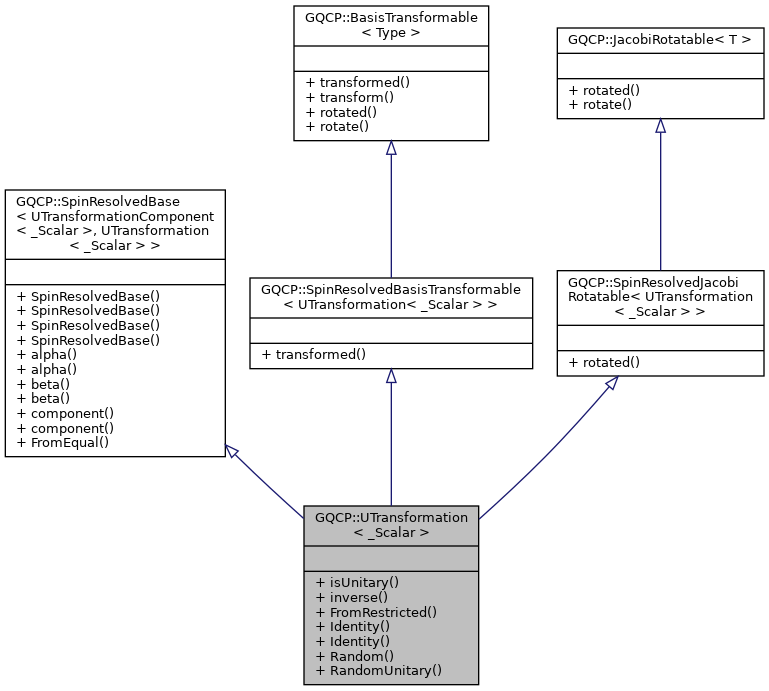 GQCP::BasisTransformable
< Type >
+ transformed()
+ transform()
+ rotated()
+ rotate()
GQCP::JacobiRotatable< T >
+ rotated()
+ rotate()
GQCP::SpinResolvedBase
< UTransformationComponent
< _Scalar >, UTransformation
< _Scalar > >
+ SpinResolvedBase()
+ SpinResolvedBase()
+ SpinResolvedBase()
+ SpinResolvedBase()
+ alpha()
+ alpha()
+ beta()
+ beta()
+ component()
+ component()
+ FromEqual()
GQCP::SpinResolvedBasisTransformable
< UTransformation< _Scalar > >
+ transformed()
GQCP::SpinResolvedJacobi
Rotatable< UTransformation
< _Scalar > >
+ rotated()
GQCP::UTransformation
< _Scalar >
+ isUnitary()
+ inverse()
+ FromRestricted()
+ Identity()
+ Identity()
+ Random()
+ RandomUnitary()